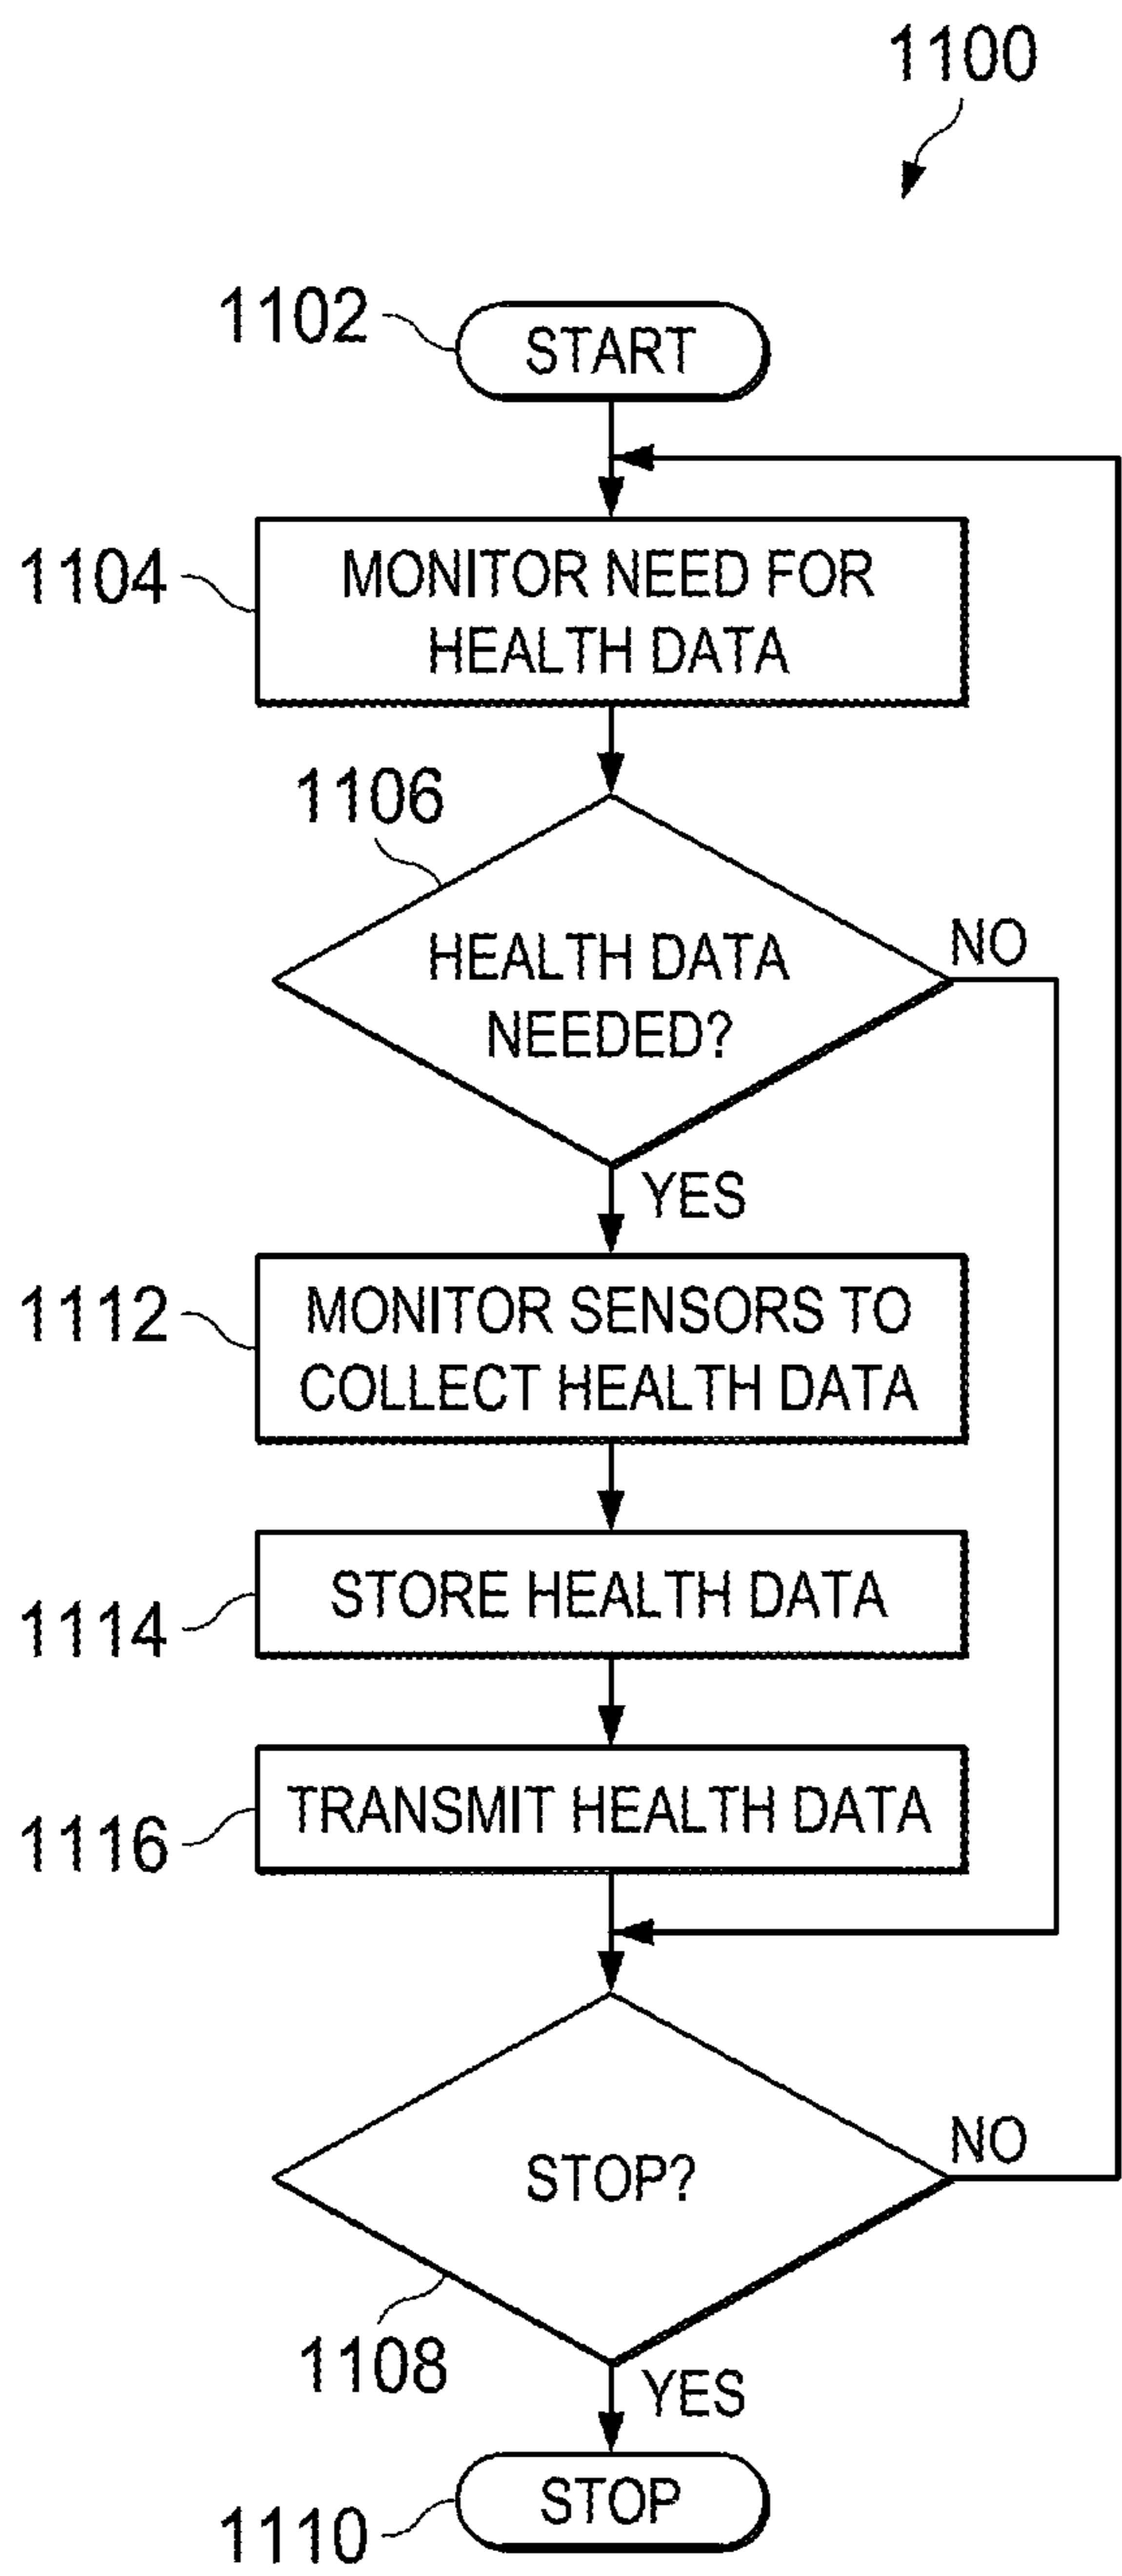 1100
1102
START
1104
MONITOR NEED FOR
HEALTH DATA
1106
HEALTH DATA
NEEDED?
NO
YES
1112
MONITOR SENSORS TO
COLLECT HEALTH DATA
1114
STORE HEALTH DATA
1116
TRANSMIT HEALTH DATA
STOP?
NO
1108
YES
STOP
1110